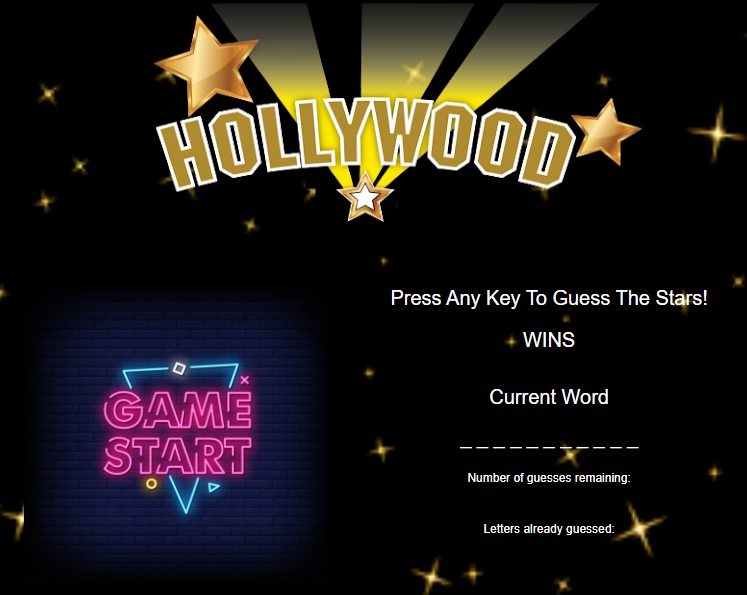 HOLLYWOOD
Press Any Key To Guess The Stars!
WINS
Current Word
_ _ _ _ _ _ _ _ _ _ _
Number of guesses remaining:
Letters already guessed:
GAME
START